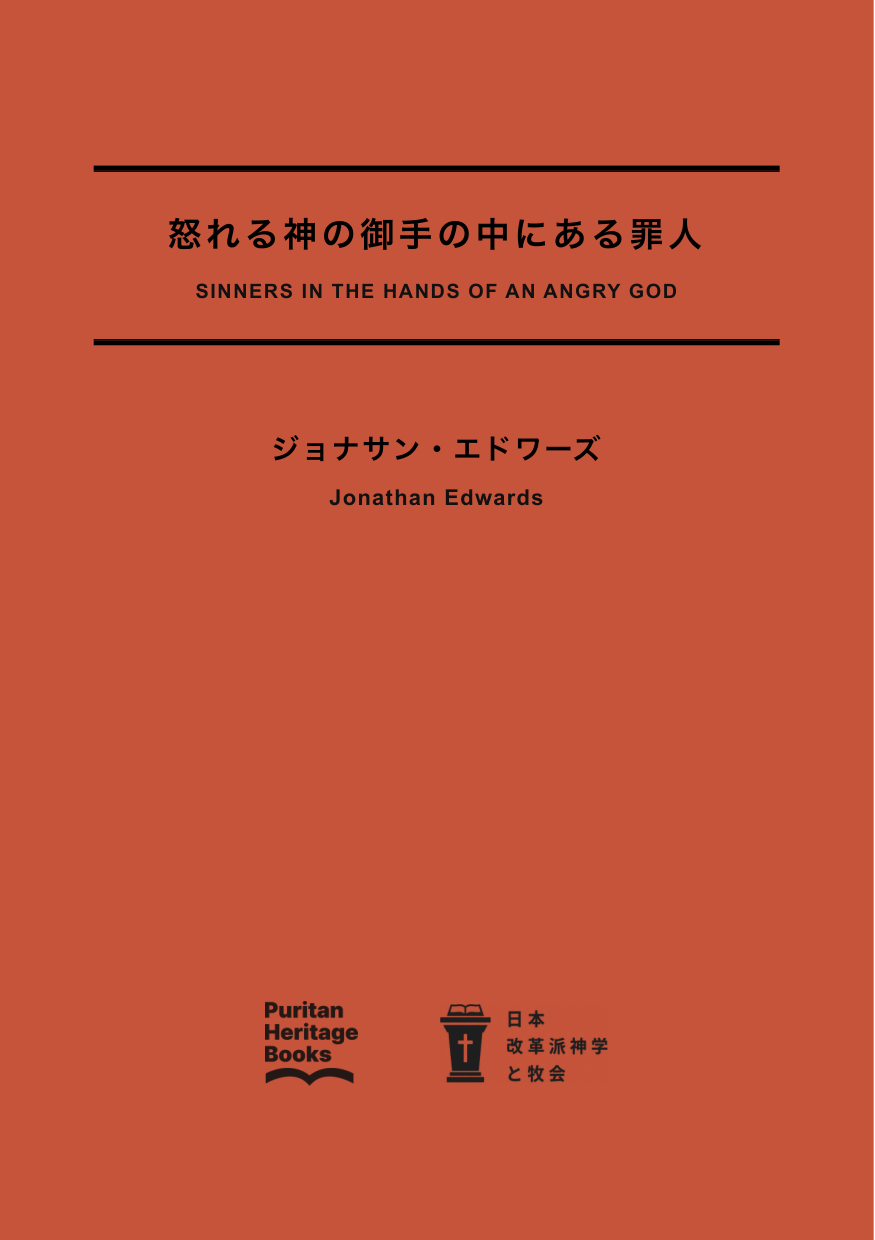 怒れる神の御手の中にある罪人
SINNERS IN THE HANDS OF AN ANGRY GOD
ジョナサン・エドワーズ
Jonathan Edwards
Puritan
Heritage
Books
日本
改革派神学
と牧会